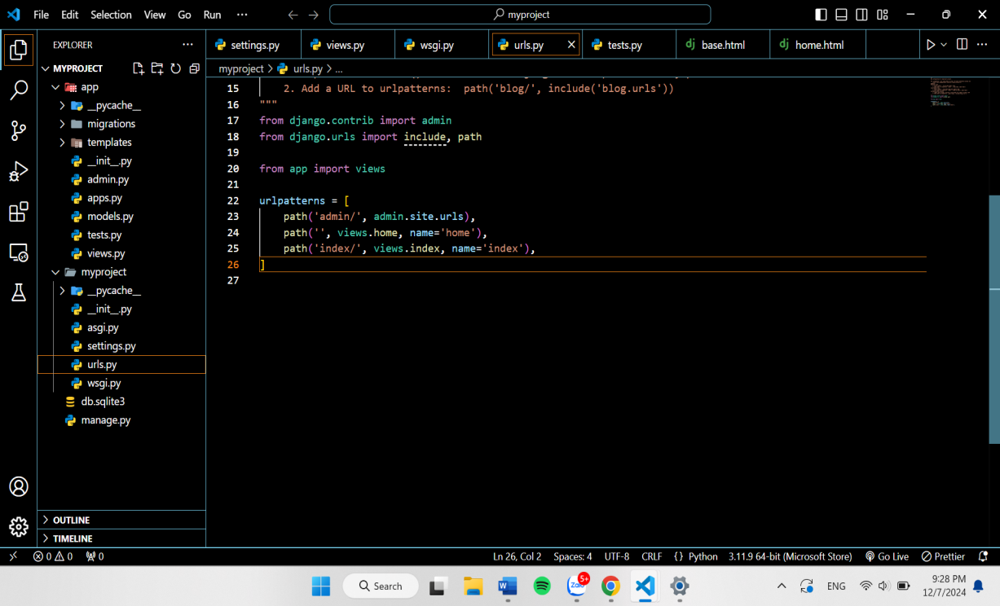 File Edit Selection View Go Run ···
myproject
EXPLORER ···
settings.py views.py wsgi.py urls.py tests.py dj base.html dj home.html
MYPROJECT
myproject > urls.py > ...
app
__pycache__
migrations
templates
__init__.py
admin.py
apps.py
models.py
tests.py
views.py
myproject
__pycache__
__init__.py
asgi.py
settings.py
urls.py
wsgi.py
db.sqlite3
manage.py
OUTLINE
TIMELINE
15 2. Add a URL to urlpatterns: path('blog/', include('blog.urls'))
16 """
17 from django.contrib import admin
18 from django.urls import include, path
19
20 from app import views
21
22 urlpatterns = [
23 path('admin/', admin.site.urls),
24 path('', views.home, name='home'),
25 path('index/', views.index, name='index'),
26 ]
27
0 0 0 Ln 26, Col 2 Spaces: 4 UTF-8 CRLF {} Python 3.11.9 64-bit (Microsoft Store) Go Live Prettier
Search W Zalo 5+ ENG 9:28 PM
12/7/2024